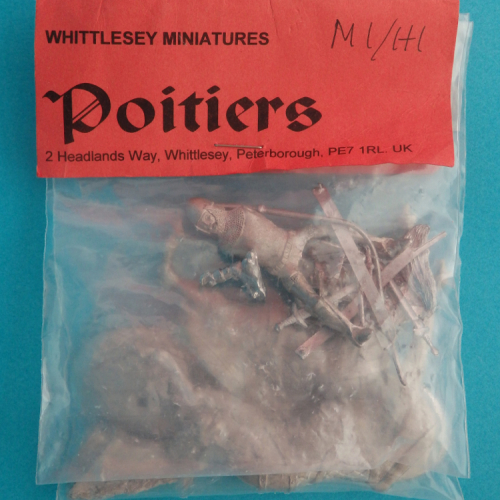 WHITTLESEY MINIATURES
M1/H1
Poitiers
2 Headlands Way, Whittlesey, Peterborough, PE7 1RL. UK